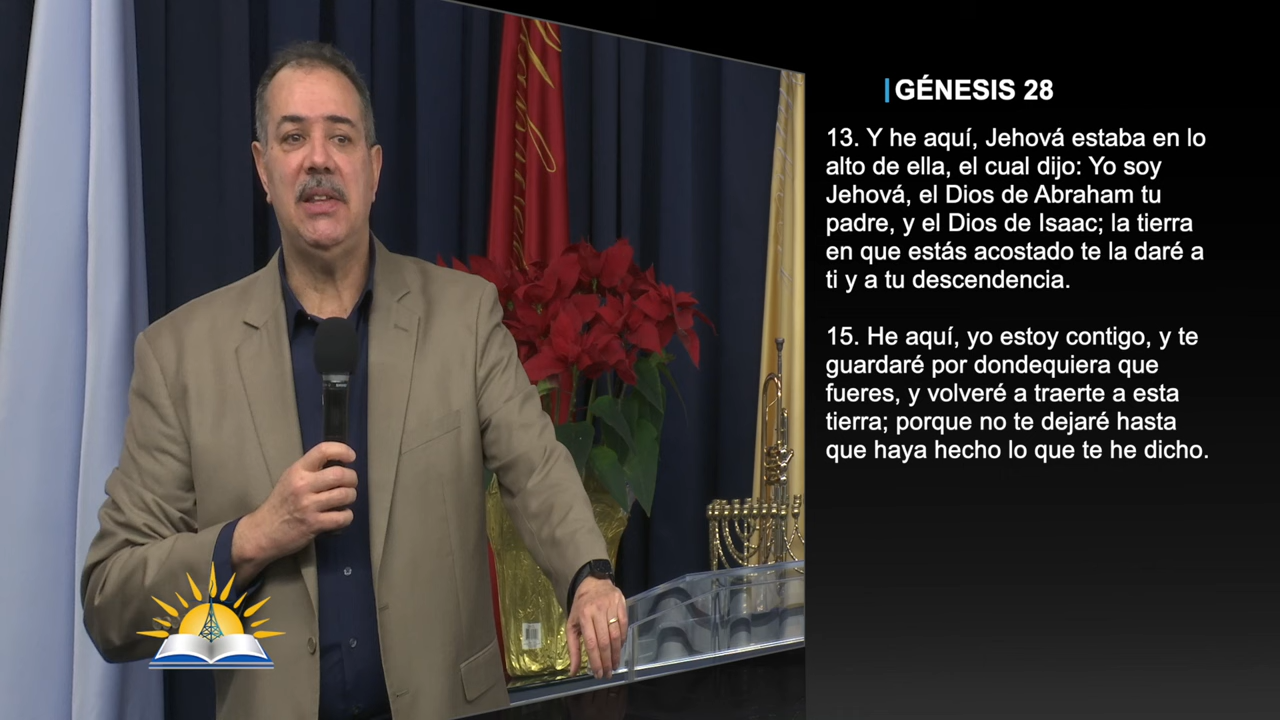 GÉNESIS 28
13. Y he aquí, Jehová estaba en lo
alto de ella, el cual dijo: Yo soy
Jehová, el Dios de Abraham tu
padre, y el Dios de Isaac; la tierra
en que estás acostado te la daré a
ti y a tu descendencia.
15. He aquí, yo estoy contigo, y te
guardaré por dondequiera que
fueres, y volveré a traerte a esta
tierra; porque no te dejaré hasta
que haya hecho lo que te he dicho.